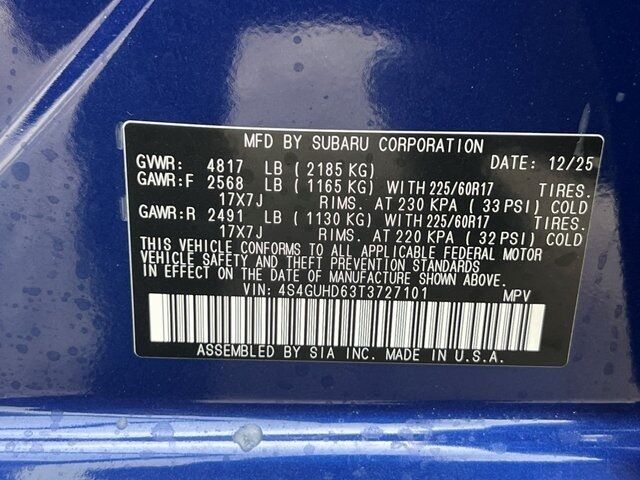 MFD BY SUBARU CORPORATION
GVWR: 4817 LB ( 2185 KG) DATE: 12/25
GAWR:F 2568 LB ( 1165 KG) WITH 225/60R17 TIRES.
17X7J RIMS. AT 230 KPA ( 33 PSI) COLD
GAWR:R 2491 LB ( 1130 KG) WITH 225/60R17 TIRES.
17X7J RIMS. AT 220 KPA ( 32 PSI) COLD
THIS VEHICLE CONFORMS TO ALL APPLICABLE FEDERAL MOTOR
VEHICLE SAFETY AND THEFT PREVENTION STANDARDS
IN EFFECT ON THE DATE OF MANUFACTURE SHOWN ABOVE.
VIN: 4S4GUHD63T3727101 MPV
ASSEMBLED BY SIA INC. MADE IN U.S.A.